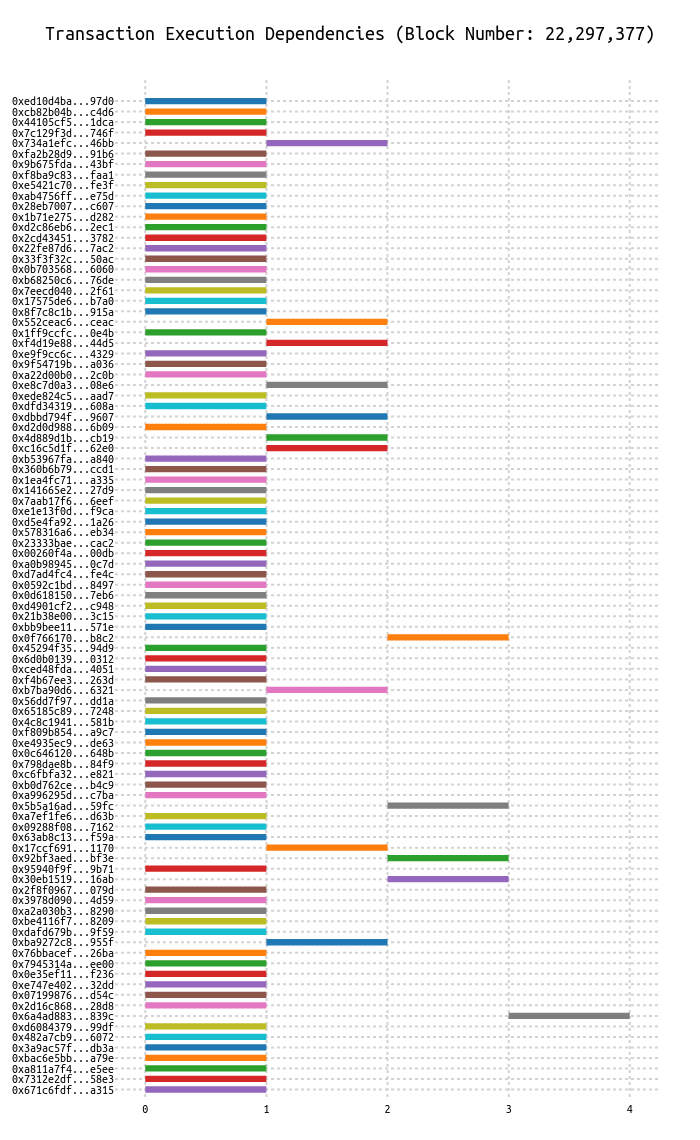 Transaction Execution Dependencies (Block Number: 22,297,377)
0xed10d4ba...97d0
0xcb82b04b...c4d6
0x44105cf5...1dca
0x7c129f3d...746f
0x734a1efc...46bb
0xfa2b28d9...91b6
0x9b675fda...43bf
0xf8ba9c83...faa1
0xe5421c70...fe3f
0xab4756ff...e75d
0x28eb7007...c607
0x1b71e275...d282
0xd2c86eb6...2ec1
0x2cd43451...3782
0x22fe87d6...7ac2
0x33f3f32c...50ac
0x0b703568...6060
0xb68250c6...76de
0x7eecd040...2f61
0x17575de6...b7a0
0x8f7c8c1b...915a
0x552ceac6...ceac
0x1ff9ccfc...0e4b
0xf4d19e88...44d5
0xe9f9cc6c...4329
0x9f54719b...a036
0xa22d00b0...2c0b
0xe8c7d0a3...08e6
0xede824c5...aad7
0xdfd34319...608a
0xdbbd794f...9607
0xd2d0d988...6b09
0x4d889d1b...cb19
0xc16c5d1f...62e0
0xb53967fa...a840
0x360b6b79...ccd1
0x1ea4fc71...a335
0x141665e2...27d9
0x7aab17f6...6eef
0xe1e13f0d...f9ca
0xd5e4fa92...1a26
0x578316a6...eb34
0x23333bae...cac2
0x00260f4a...00db
0xa0b98945...0c7d
0xd7ad4fc4...fe4c
0x0592c1bd...8497
0x0d618150...7eb6
0xd4901cf2...c948
0x21b38e00...3c15
0xbb9bee11...571e
0x0f766170...b8c2
0x45294f35...94d9
0x6d0b0139...0312
0xced48fda...4051
0xf4b67ee3...263d
0xb7ba90d6...6321
0x56dd7f97...dd1a
0x65185c89...7248
0x4c8c1941...581b
0xf809b854...a9c7
0xe4935ec9...de63
0x0c646120...648b
0x798dae8b...84f9
0xc6fbfa32...e821
0xb0d762ce...b4c9
0xa996295d...c7ba
0x5b5a16ad...59fc
0xa7ef1fe6...d63b
0x09288f08...7162
0x63ab8c13...f59a
0x17ccf691...1170
0x92bf3aed...bf3e
0x95940f9f...9b71
0x30eb1519...16ab
0x2f8f0967...079d
0x3978d090...4d59
0xa2a030b3...8290
0xbe4116f7...8209
0xdafd679b...9f59
0xba9272c8...955f
0x76bbacef...26ba
0x7945314a...ee00
0x0e35ef11...f236
0xe747e402...32dd
0x07199876...d54c
0x2d16c868...28d8
0x6a4ad883...839c
0xd6084379...99df
0x482a7cb9...6072
0x3a9ac57f...db3a
0xbac6e5bb...a79e
0xa811a7f4...e5ee
0x7312e2df...58e3
0x671c6fdf...a315
0 1 2 3 4